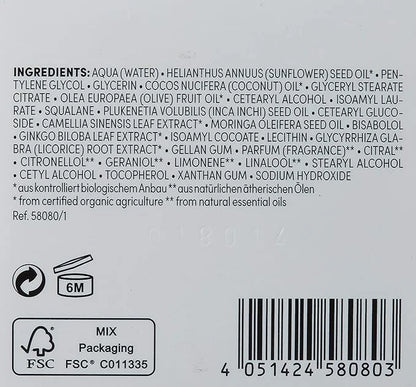 INGREDIENTS: AQUA (WATER) • HELIANTHUS ANNUUS (SUNFLOWER) SEED OIL* • PEN-
TYLENE GLYCOL • GLYCERIN • COCOS NUCIFERA (COCONUT) OIL* • GLYCERYL STEARATE
CITRATE • OLEA EUROPAEA (OLIVE) FRUIT OIL • CETEARYL ALCOHOL • ISOAMYL LAU-
RATE • SQUALANE • PLUKENÉTIA VOLUBILIS (INCA INCHI) SEED OIL • CETEARYL GLUCO-
SIDE • CAMELLIA SINENSIS LEAF EXTRACT* • MORINGA OLEIFERA SEED OIL • BISABOLOL
GINKGO BILOBA LEAF EXTRACT* • ISOAMYL COCOATE • LECITHIN • GLYCYRRHIZA GLA-
BRA (LICORICE) ROOT EXTRACT* • GELLAN GUM • PARFUM (FRAGRANCE)** • CITRAL**
• CITRONELLOL** • GERANIOL** • LIMONENE** • LINALOOL** • STEARYL ALCOHOL
• CETYL ALCOHOL • TOCOPHEROL • XANTHAN GUM • SODIUM HYDROXIDE
* aus kontrolliert biologischem Anbau ** aus natürlichen ätherischen Ölen
* from certified organic agriculture ** from natural essential oils
Ref. 58080/1
6M
MIX
Packaging
FSC
FSC® C011335
4 051424 580803